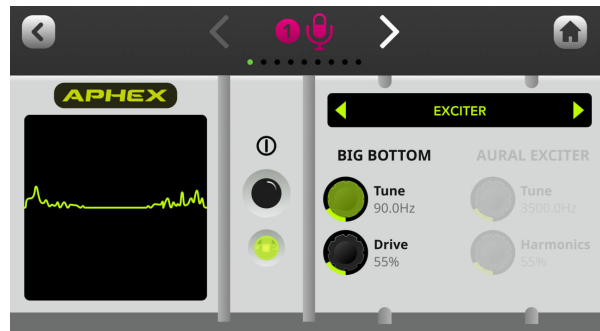 1
APHEX
EXCITER
BIG BOTTOM
AURAL EXCITER
Tune
90.0Hz
Tune
3500.0Hz
Drive
55%
Harmonics
55%